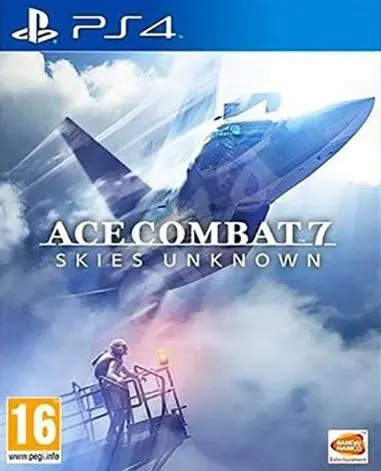 PS4
ACE COMBAT 7
SKIES UNKNOWN
16
www.pegi.info
BANDAI
NAMCO
Entertainment